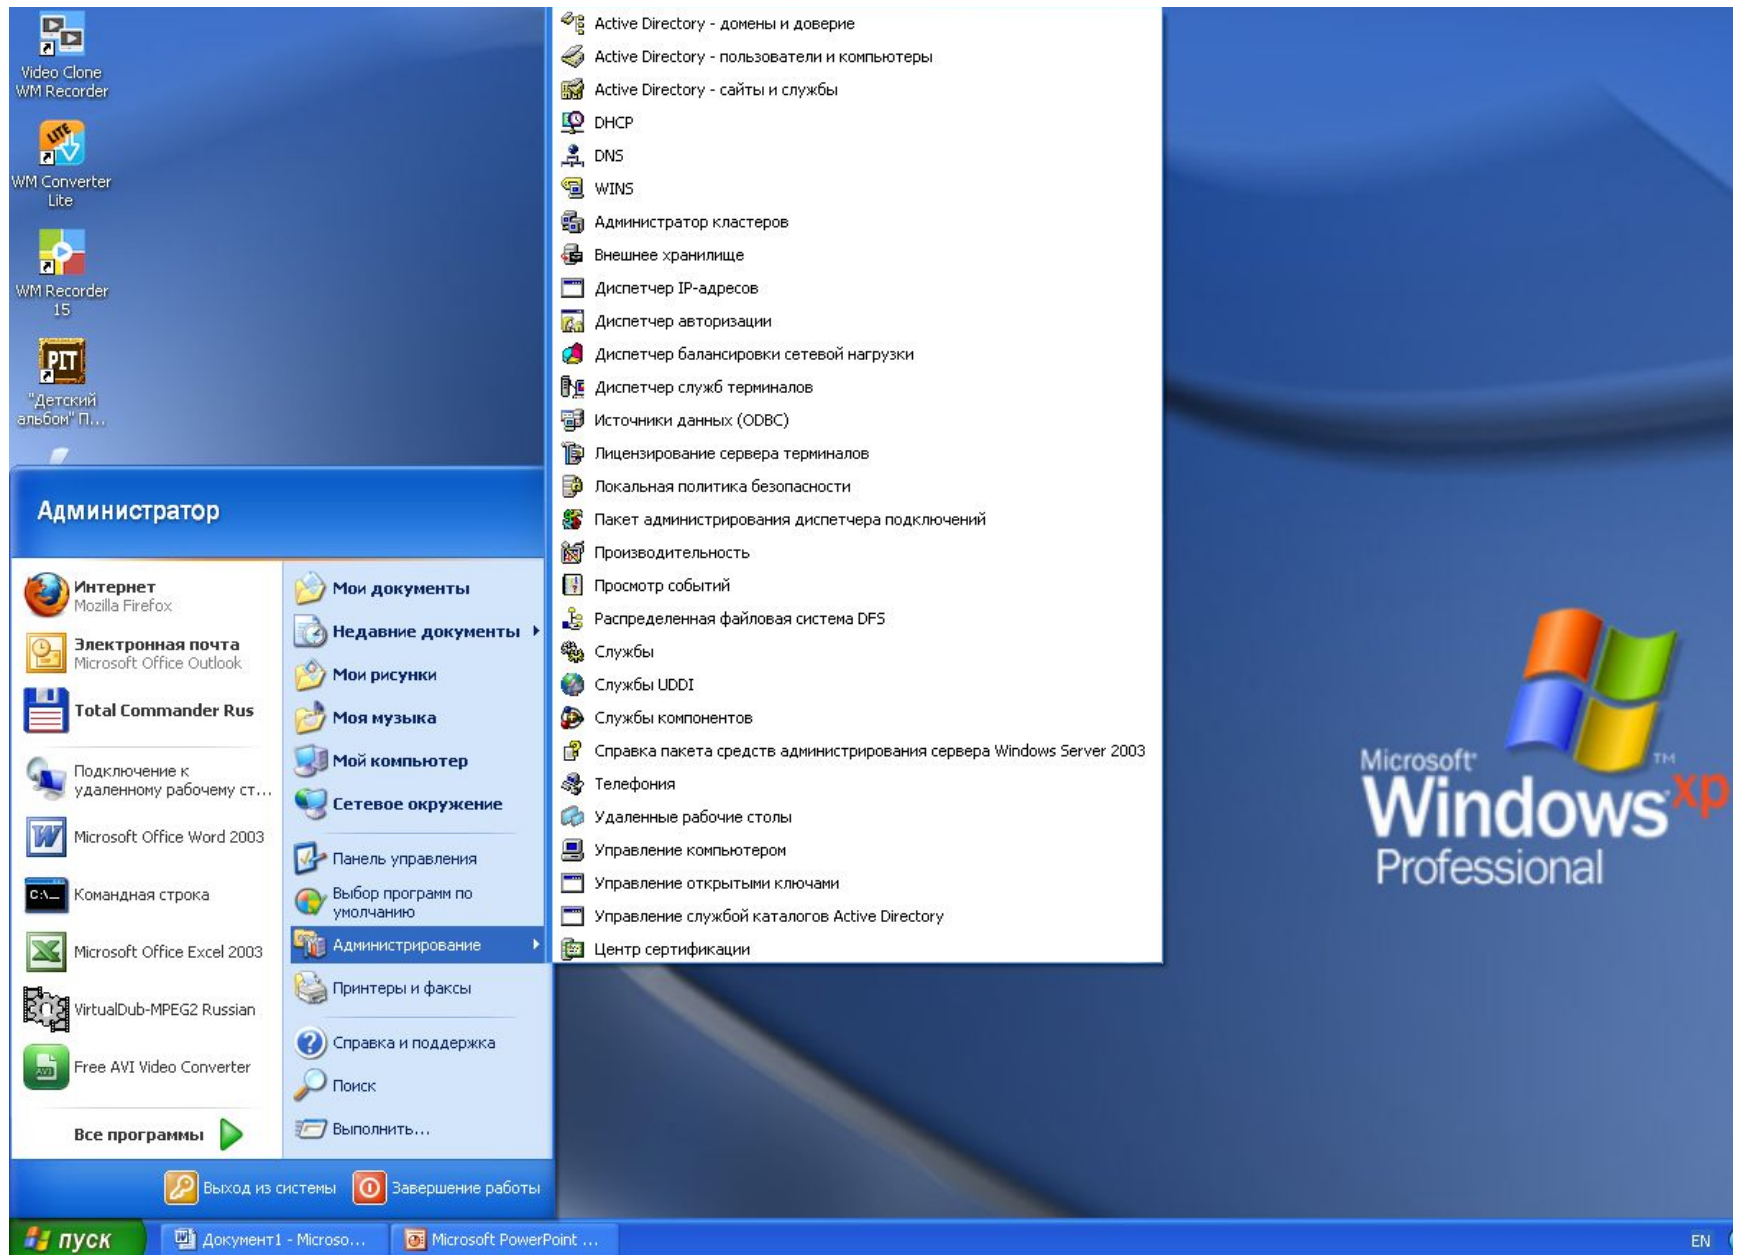 Video Clone
WM Recorder
WM Converter
Lite
WM Recorder
15
PIT
"Детский
альбом" П...
LITE
Администратор
Интернет
Mozilla Firefox
Электронная почта
Microsoft Office Outlook
Total Commander Rus
Подключение к
удаленному рабочему ст...
Microsoft Office Word 2003
Командная строка
C:\_
Microsoft Office Excel 2003
VirtualDub-MPEG2 Russian
Free AVI Video Converter
AVI
Все программы
Мои документы
Недавние документы
Мои рисунки
Моя музыка
Мой компьютер
Сетевое окружение
Панель управления
Выбор программ по
умолчанию
Администрирование
Принтеры и факсы
Справка и поддержка
Поиск
Выполнить...
Выход из системы
Завершение работы
Active Directory - домены и доверие
Active Directory - пользователи и компьютеры
Active Directory - сайты и службы
DHCP
DNS
WINS
Администратор кластеров
Внешнее хранилище
Диспетчер IP-адресов
Диспетчер авторизации
Диспетчер балансировки сетевой нагрузки
Диспетчер служб терминалов
Источники данных (ODBC)
Лицензирование сервера терминалов
Локальная политика безопасности
Пакет администрирования диспетчера подключений
Производительность
Просмотр событий
Распределенная файловая система DFS
Службы
Службы UDDI
Службы компонентов
Справка пакета средств администрирования сервера Windows Server 2003
Телефония
Удаленные рабочие столы
Управление компьютером
Управление открытыми ключами
Управление службой каталогов Active Directory
Центр сертификации
Microsoft®
Windows xp
TM
Professional
пуск
Документ1 - Microso...
Microsoft PowerPoint ...
EN